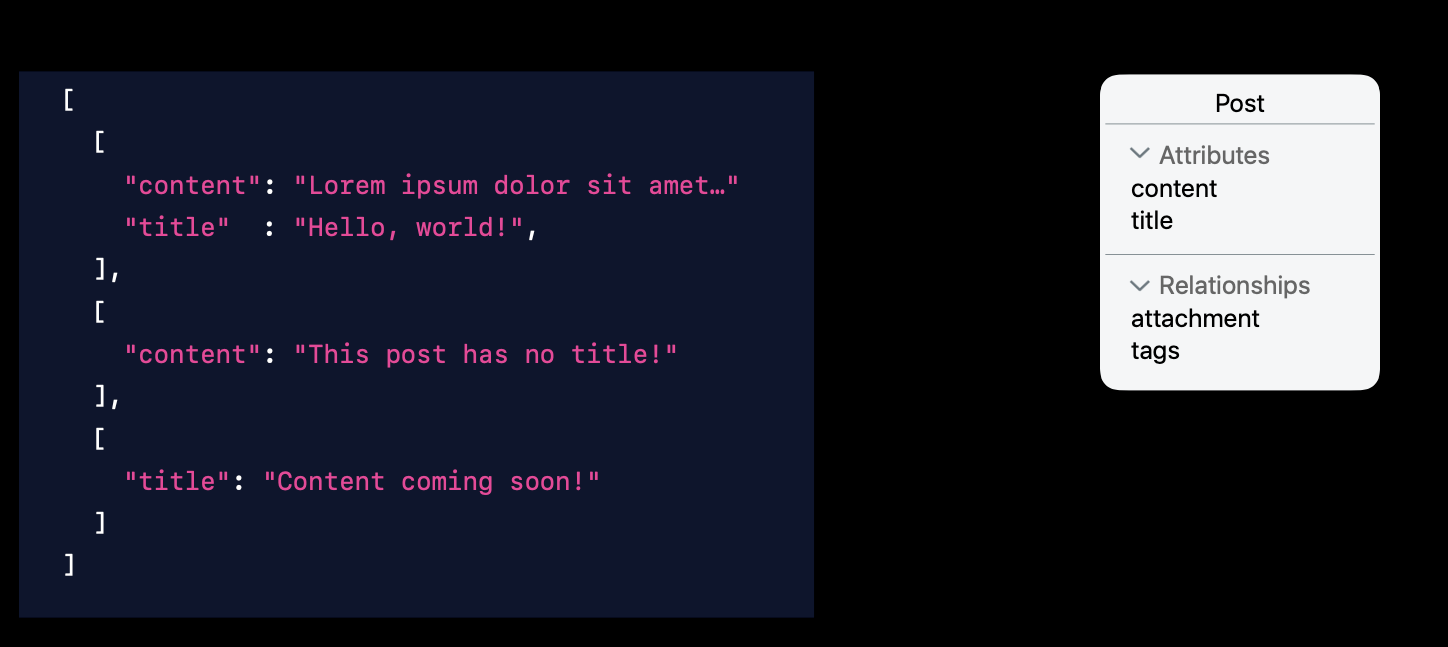 [
[
"content": "Lorem ipsum dolor sit amet…"
"title"  : "Hello, world!",
],
[
"content": "This post has no title!"
],
[
"title": "Content coming soon!"
]
]
Post
Attributes
content
title
Relationships
attachment
tags